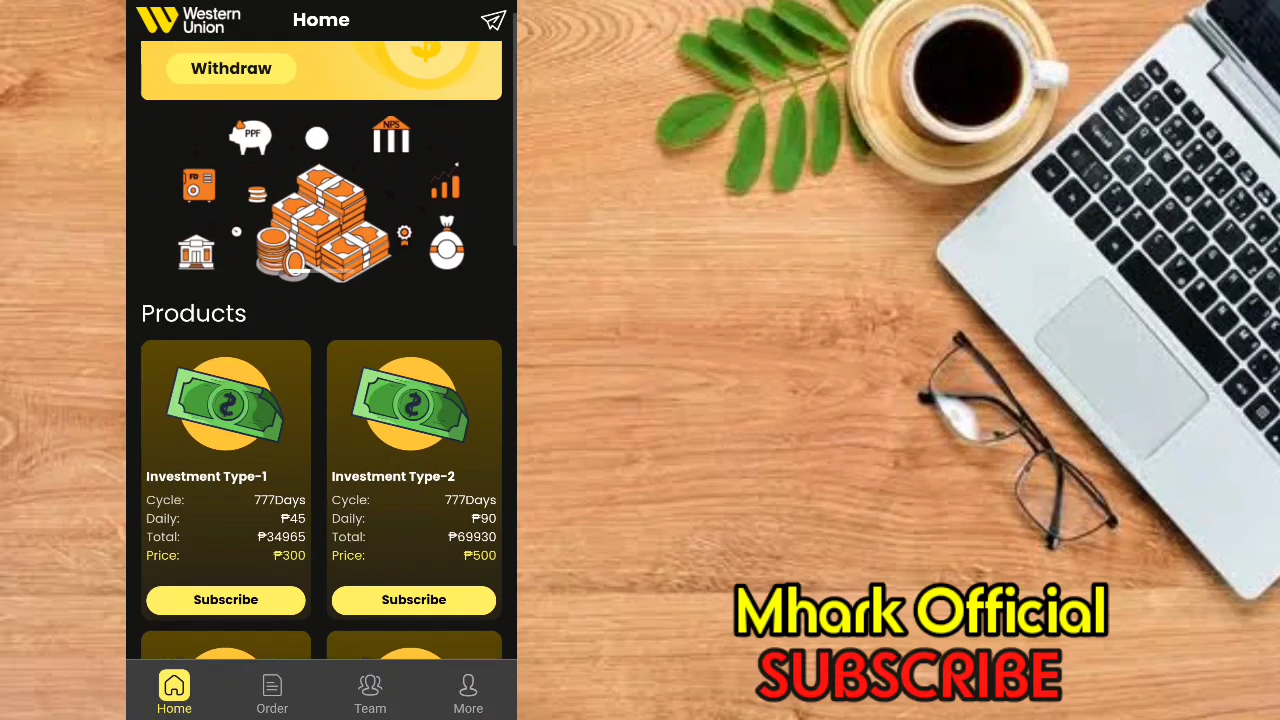 Western
Union
Home
Withdraw
PPF
NPS
FD
Products
Investment Type-1
Cycle: 777Days
Daily: ₱45
Total: ₱34965
Price: ₱300
Subscribe
Investment Type-2
Cycle: 777Days
Daily: ₱90
Total: ₱69930
Price: ₱500
Subscribe
Home
Order
Team
More
Mhark Official
SUBSCRIBE